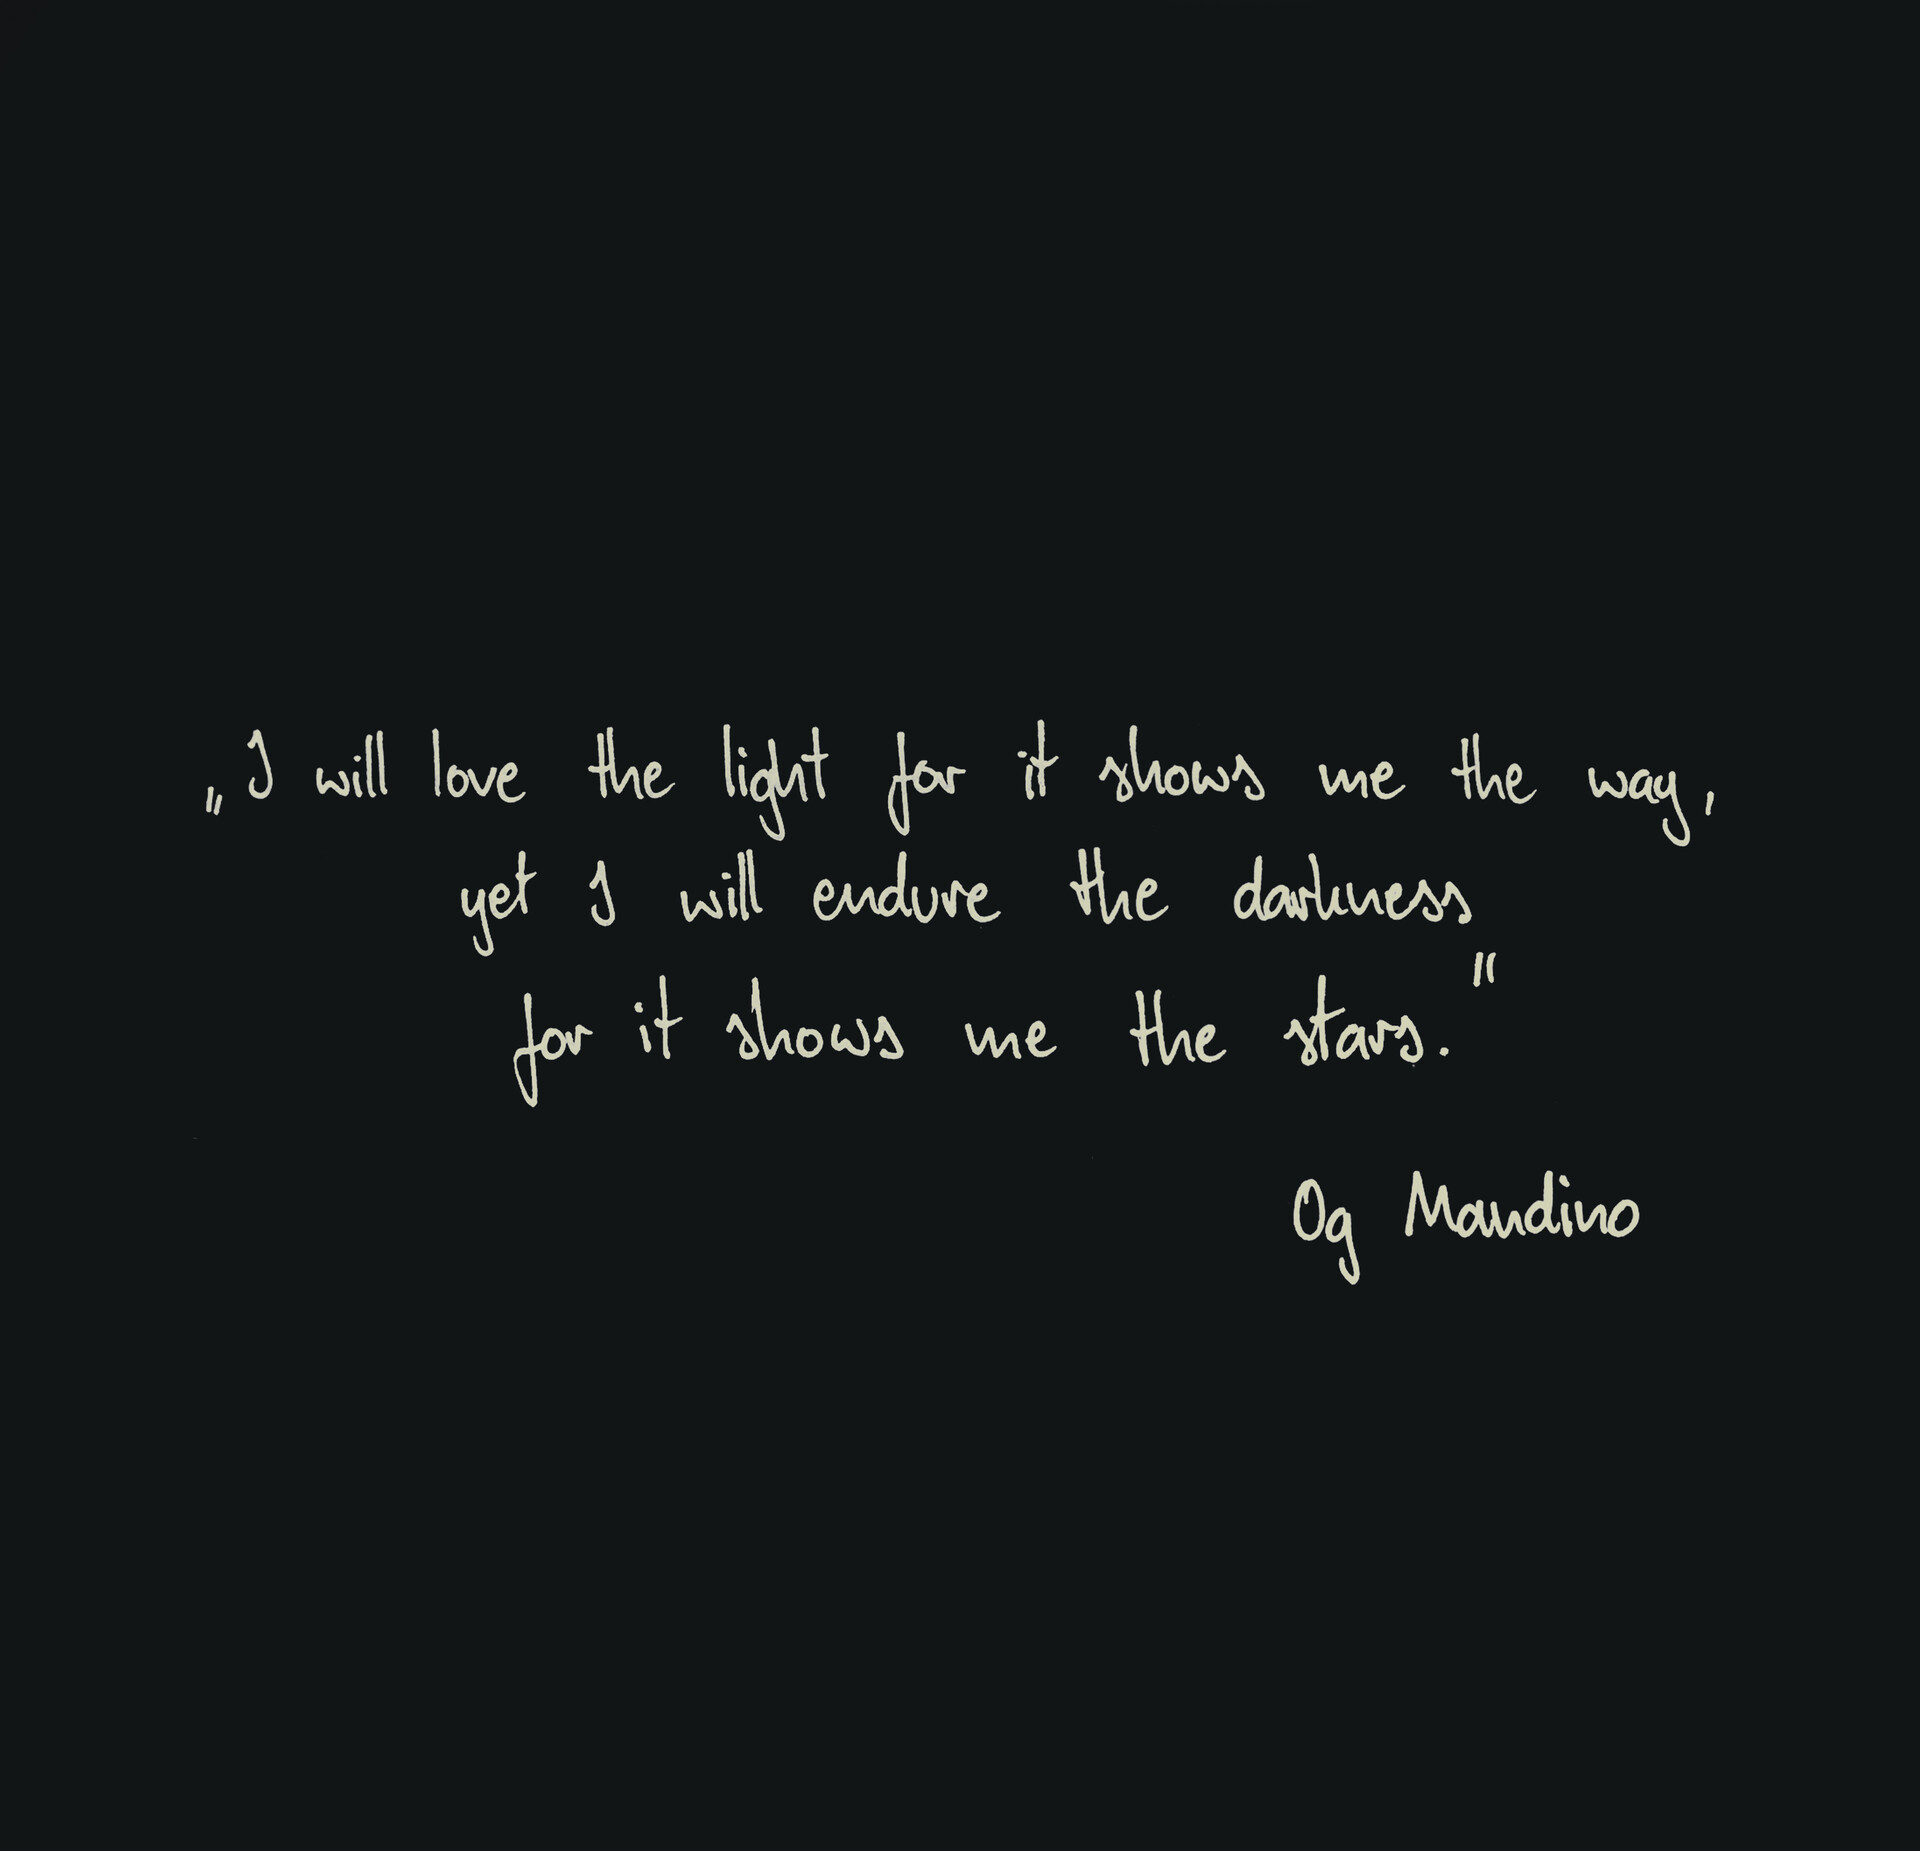 „I will love the light for it shows me the way,
yet I will endure the darkness
for it shows me the stars."
Og Mandino